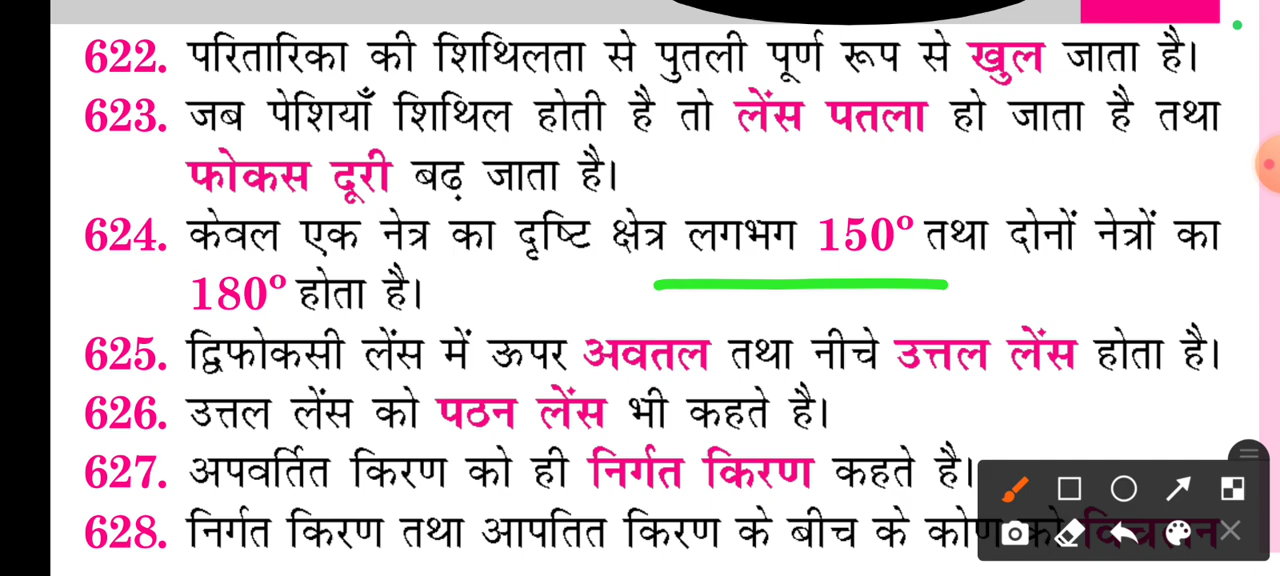 622. परितारिका की शिथिलता से पुतली पूर्ण रूप से खुल जाता है।
623. जब पेशियाँ शिथिल होती है तो लेंस पतला हो जाता है तथा
फोकस दूरी बढ़ जाता है।
624. केवल एक नेत्र का दृष्टि क्षेत्र लगभग 150° तथा दोनों नेत्रों का
180° होता है।
625. द्विफोकसी लेंस में ऊपर अवतल तथा नीचे उत्तल लेंस होता है।
626. उत्तल लेंस को पठन लेंस भी कहते है।
627. अपवर्तित किरण को ही निर्गत किरण कहते है।
628. निर्गत किरण तथा आपतित किरण के बीच के कोण को विचलन